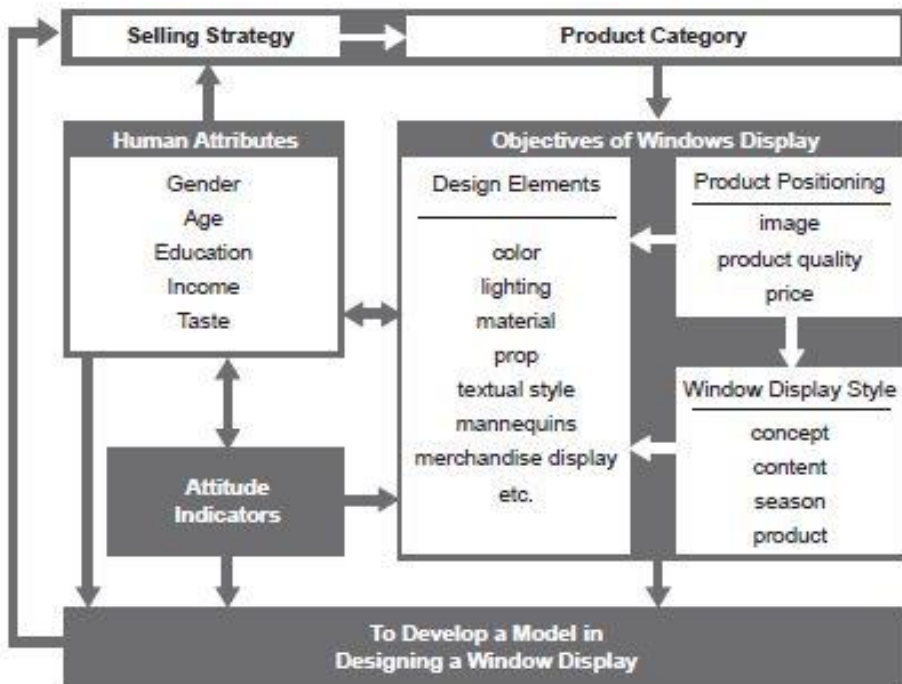 Selling Strategy
Product Category
Human Attributes
Gender
Age
Education
Income
Taste
Objectives of Windows Display
Design Elements
color
lighting
material
prop
textual style
mannequins
merchandise display
etc.
Product Positioning
image
product quality
price
Window Display Style
concept
content
season
product
Attitude
Indicators
To Develop a Model in
Designing a Window Display